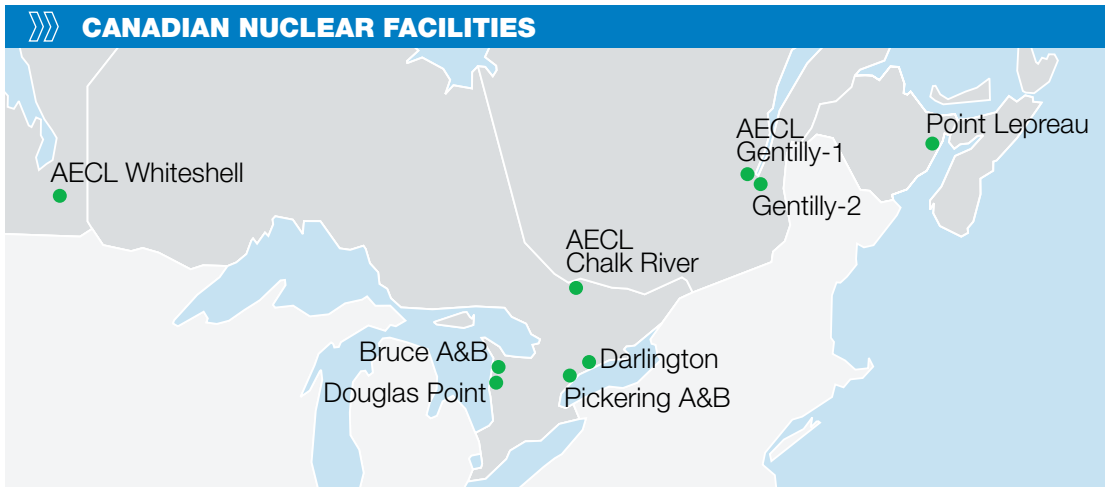 CANADIAN NUCLEAR FACILITIES
AECL Whiteshell
AECL
Gentilly-1
Gentilly-2
Point Lepreau
AECL
Chalk River
Bruce A&B
Douglas Point
Darlington
Pickering A&B